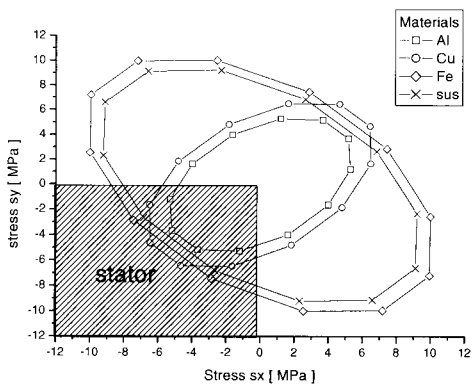 Materials
Al
Cu
Fe
sus
12
10
8
6
4
2
0
-2
-4
-6
-8
-10
-12
stress sy [ MPa ]
stator
-12 -10 -8 -6 -4 -2 0 2 4 6 8 10 12
Stress sx [ MPa ]